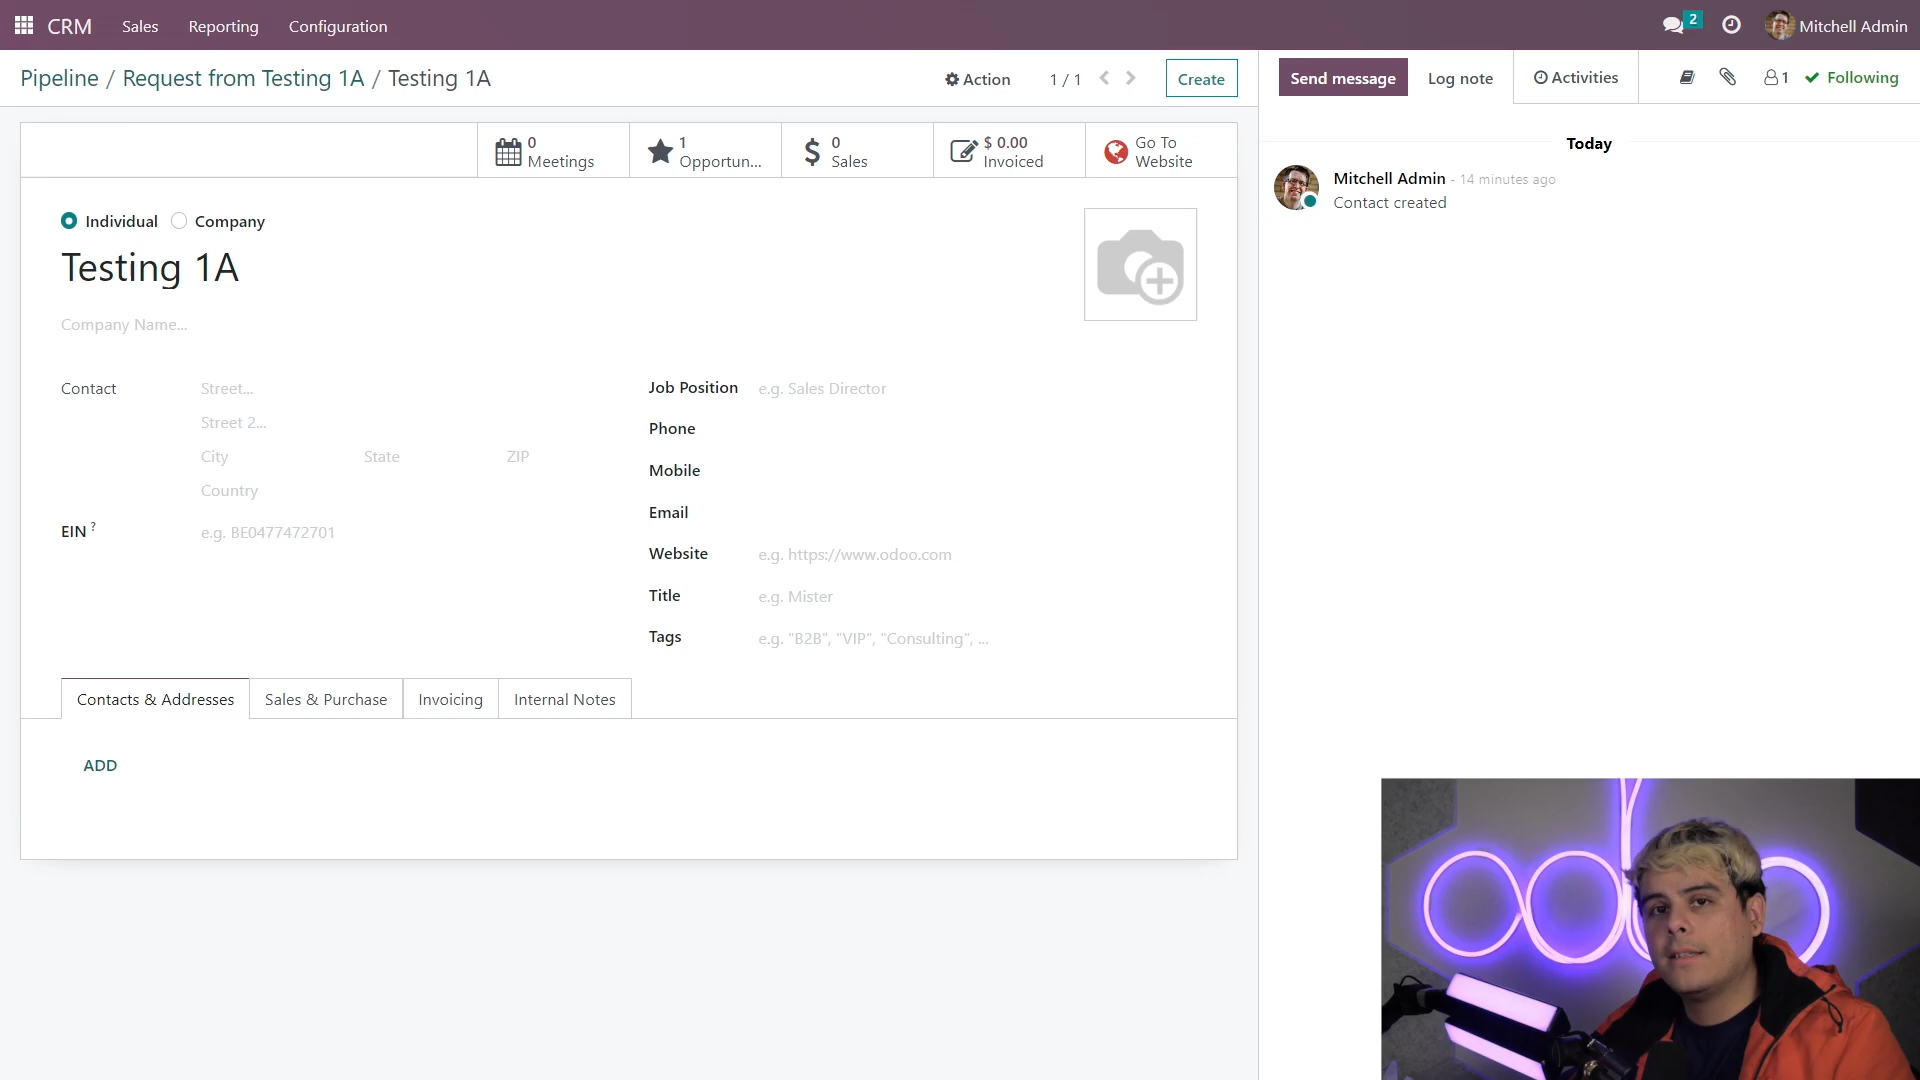 CRM Sales Reporting Configuration 2 Mitchell Admin
Pipeline / Request from Testing 1A / Testing 1A
Action 1 / 1 Create
Send message Log note Activities 1 Following
0 Meetings
1 Opportun...
$ 0 Sales
$ 0.00 Invoiced
Go To Website
Today
Mitchell Admin - 14 minutes ago
Contact created
Individual Company
Testing 1A
Company Name...
Contact
Street...
Street 2...
City State ZIP
Country
EIN ? e.g. BE0477472701
Job Position e.g. Sales Director
Phone
Mobile
Email
Website e.g. https://www.odoo.com
Title e.g. Mister
Tags e.g. "B2B", "VIP", "Consulting", ...
Contacts & Addresses Sales & Purchase Invoicing Internal Notes
ADD
odoo